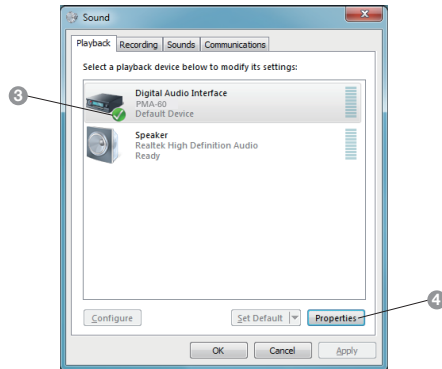 Sound
Playback Recording Sounds Communications
Select a playback device below to modify its settings:
3
Digital Audio Interface
PMA-60
Default Device
Speaker
Realtek High Definition Audio
Ready
4
Configure Set Default Properties
OK Cancel Apply